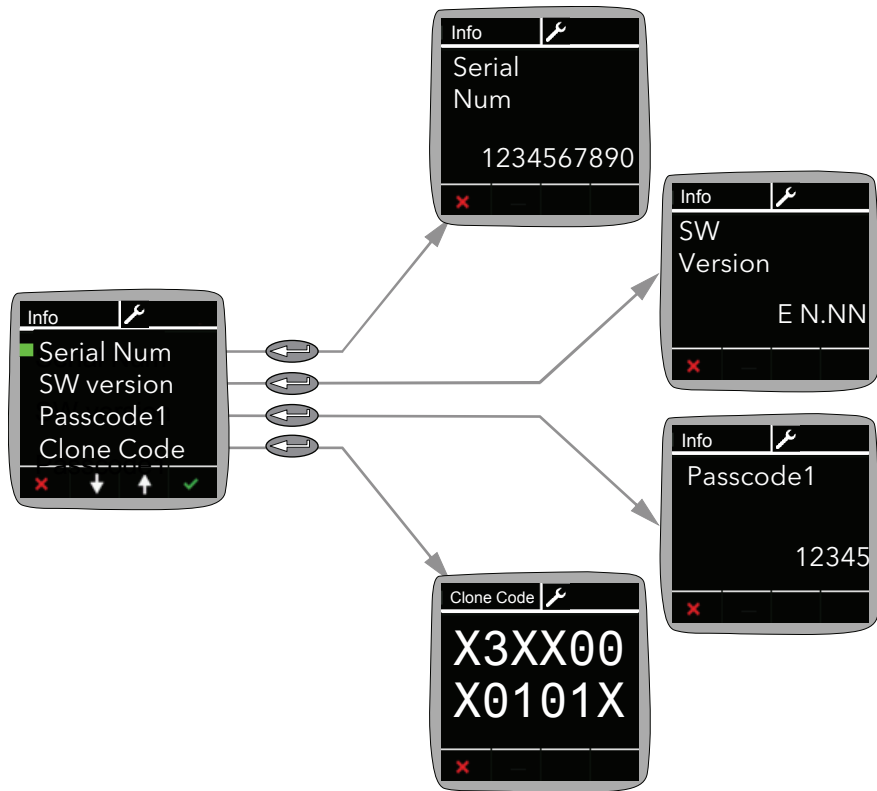 Info
Serial
Num
1234567890
Info
SW
Version
E N.NN
Info
Serial Num
SW version
Passcode1
Clone Code
Info
Passcode1
12345
Clone Code
X3XX00
X0101X